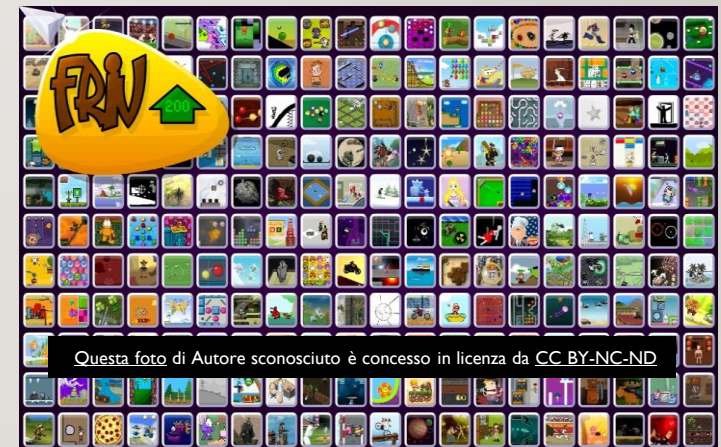 FRIV
200
Questa foto di Autore sconosciuto è concesso in licenza da CC BY-NC-ND